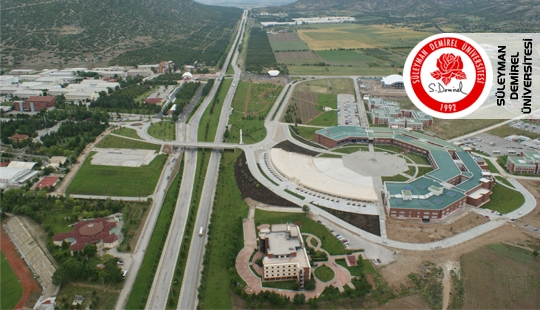 SÜLEYMAN DEMİREL ÜNİVERSİTESİ
S. Demirel
1992
SÜLEYMAN
DEMİREL
ÜNİVERSİTESİ